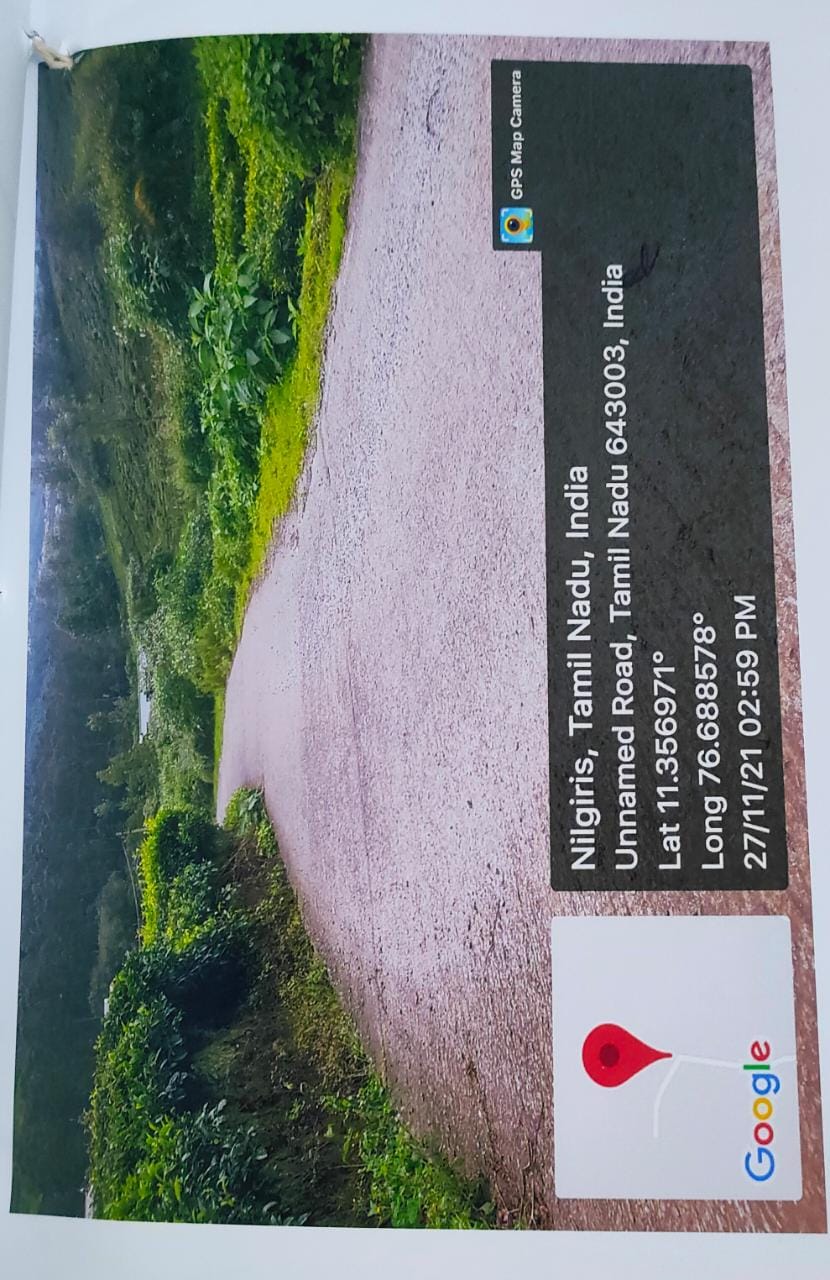 GPS Map Camera
Nilgiris, Tamil Nadu, India
Unnamed Road, Tamil Nadu 643003, India
Lat 11.356971°
Long 76.688578°
27/11/21 02:59 PM
Google